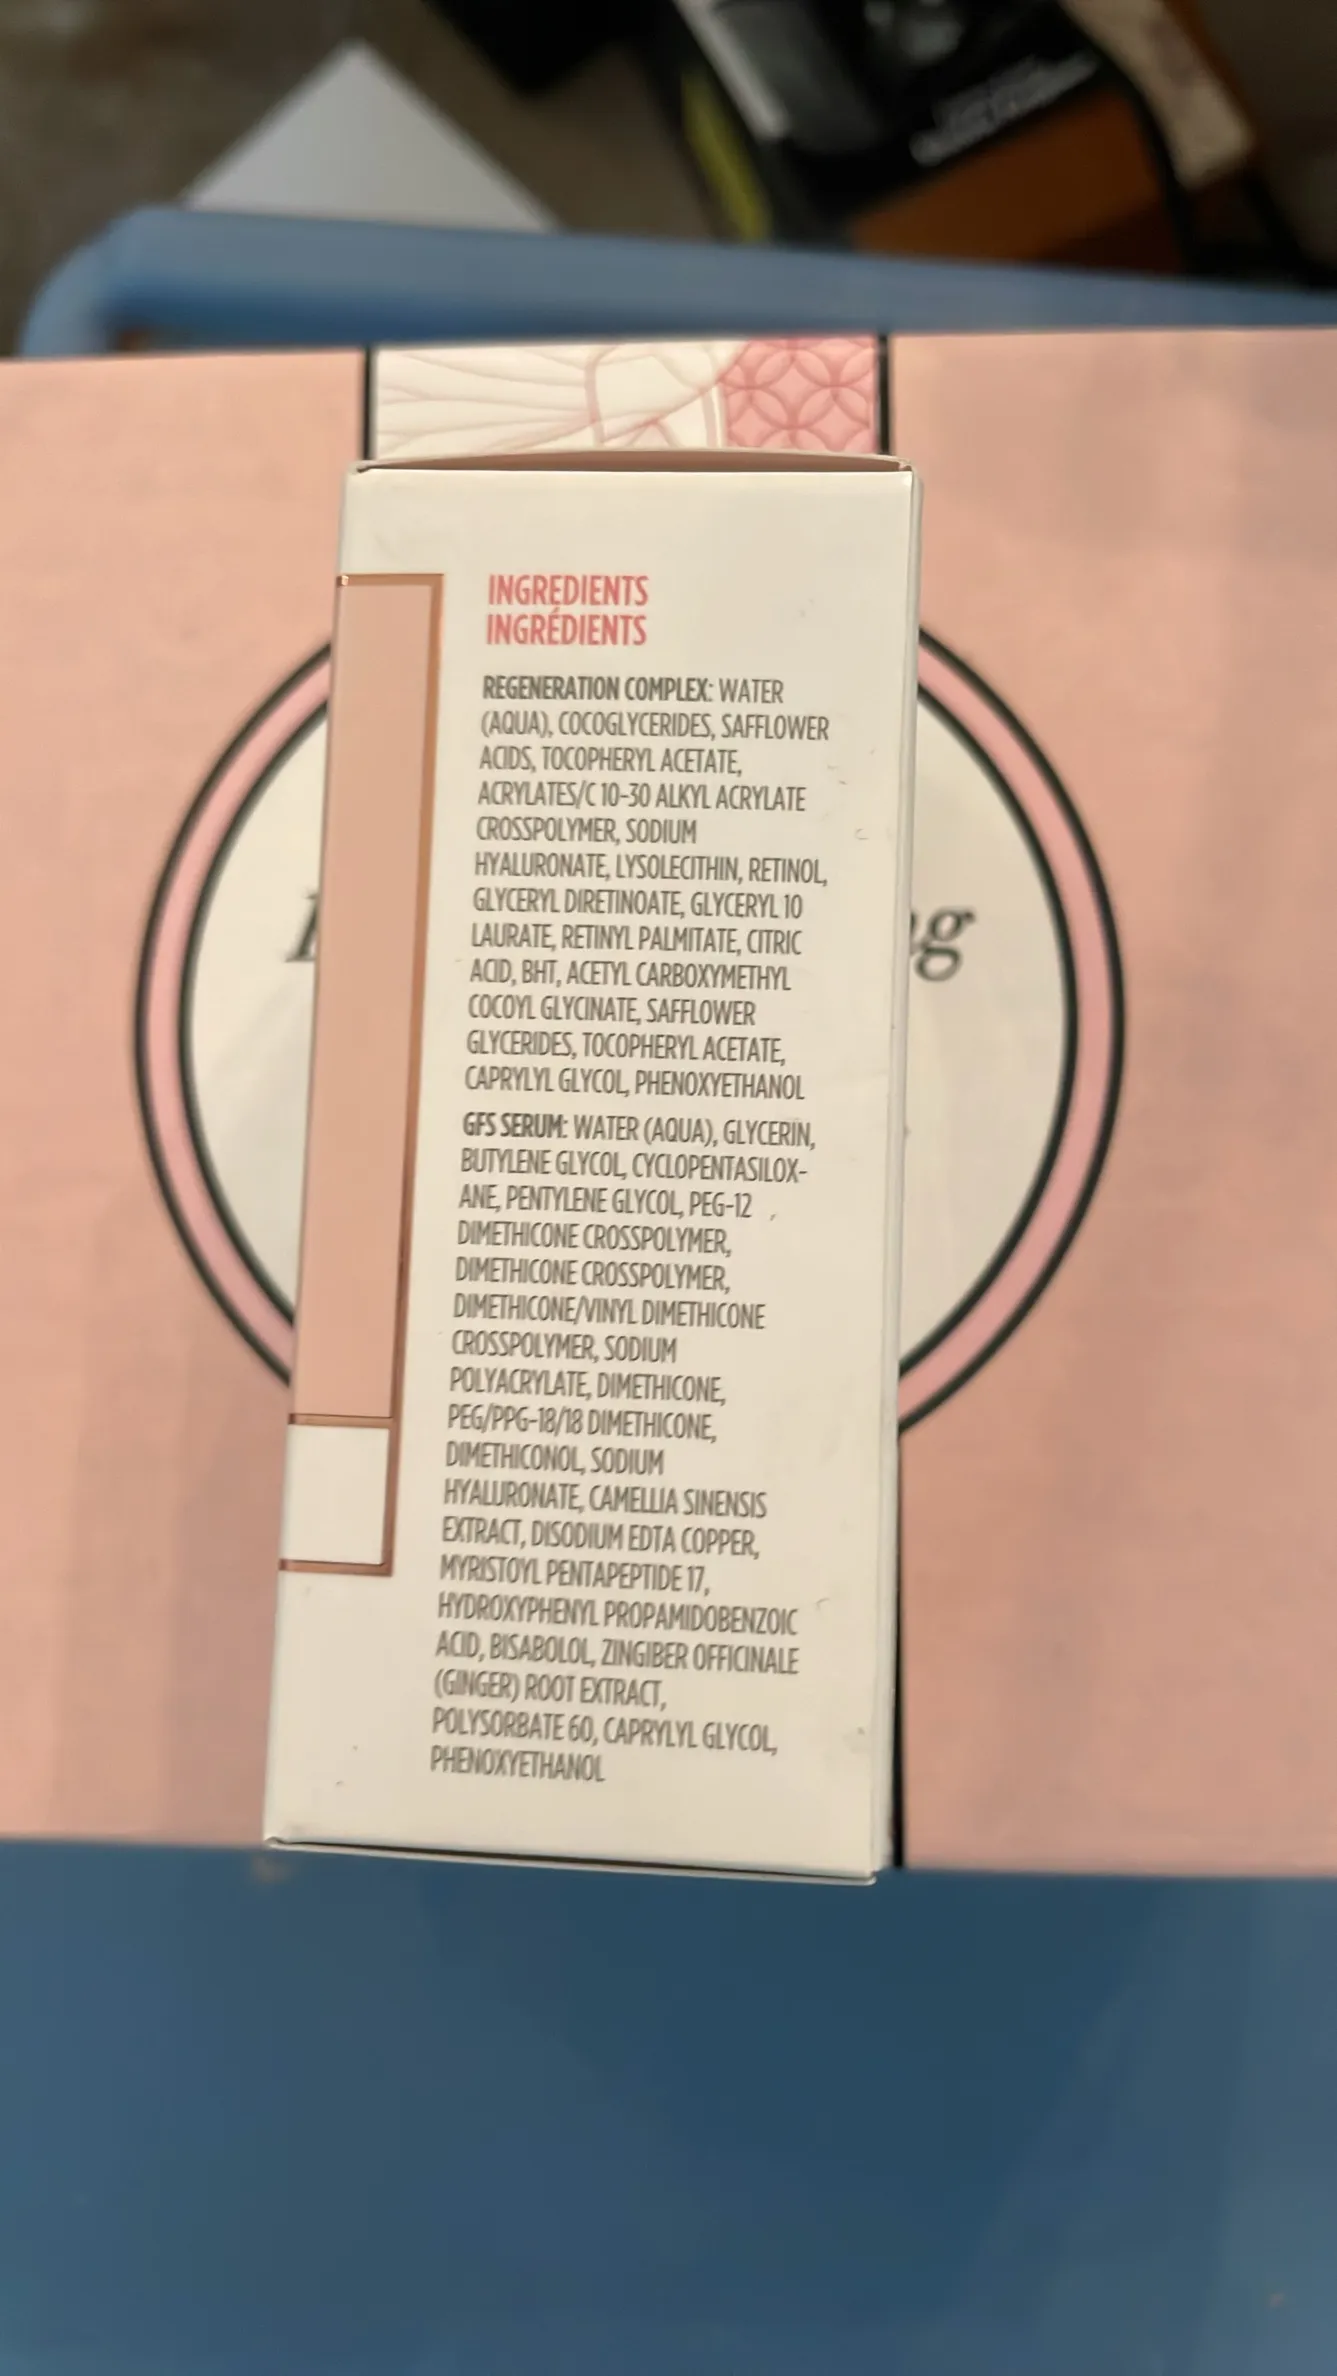 INGREDIENTS
INGRÉDIENTS
REGENERATION COMPLEX: WATER
(AQUA), COCOGLYCERIDES, SAFFLOWER
ACIDS, TOCOPHERYL ACETATE,
ACRYLATES/C 10-30 ALKYL ACRYLATE
CROSSPOLYMER, SODIUM
HYALURONATE, LYSOLECITHIN, RETINOL,
GLYCERYL DIRETINOATE, GLYCERYL 10
LAURATE, RETINYL PALMITATE, CITRIC
ACID, BHT, ACETYL CARBOXYMETHYL
COCOYL GLYCINATE, SAFFLOWER
GLYCERIDES, TOCOPHERYL ACETATE,
CAPRYLYL GLYCOL, PHENOXYETHANOL
GFS SERUM: WATER (AQUA), GLYCERIN,
BUTYLENE GLYCOL, CYCLOPENTASILOX-
ANE, PENTYLENE GLYCOL, PEG-12
DIMETHICONE CROSSPOLYMER,
DIMETHICONE CROSSPOLYMER,
DIMETHICONE/VINYL DIMETHICONE
CROSSPOLYMER, SODIUM
POLYACRYLATE, DIMETHICONE,
PEG/PPG-18/18 DIMETHICONE,
DIMETHICONOL, SODIUM
HYALURONATE, CAMELLIA SINENSIS
EXTRACT, DISODIUM EDTA COPPER,
MYRISTOYL PENTAPEPTIDE 17,
HYDROXYPHENYL PROPAMIDOBENZOIC
ACID, BISABOLOL, ZINGIBER OFFICINALE
(GINGER) ROOT EXTRACT,
POLYSORBATE 60, CAPRYLYL GLYCOL,
PHENOXYETHANOL